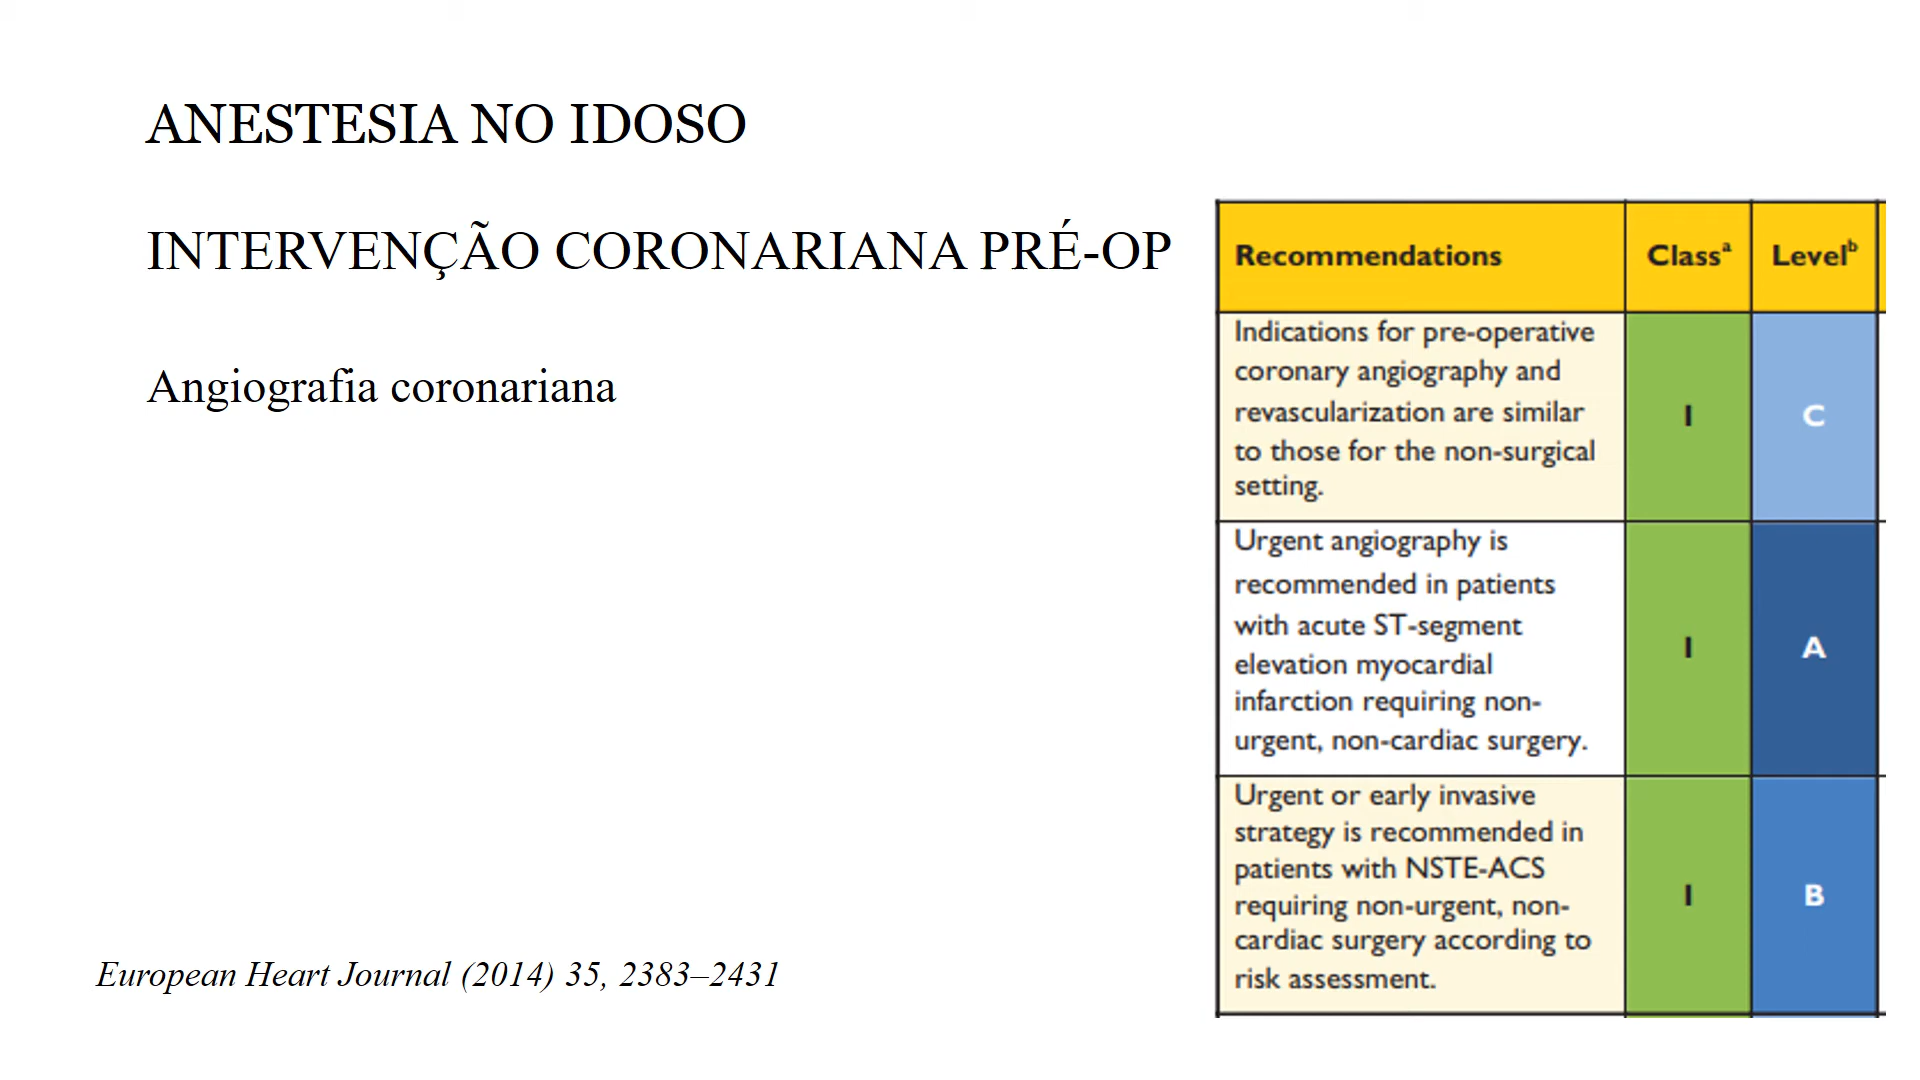 ANESTESIA NO IDOSO
INTERVENÇÃO CORONARIANA PRÉ-OP
Angiografia coronariana
European Heart Journal (2014) 35, 2383–2431
Recommendations Classᵃ Levelᵇ
Indications for pre-operative
coronary angiography and
revascularization are similar
to those for the non-surgical
setting.
I C
Urgent angiography is
recommended in patients
with acute ST-segment
elevation myocardial
infarction requiring non-
urgent, non-cardiac surgery.
I A
Urgent or early invasive
strategy is recommended in
patients with NSTE-ACS
requiring non-urgent, non-
cardiac surgery according to
risk assessment.
I B